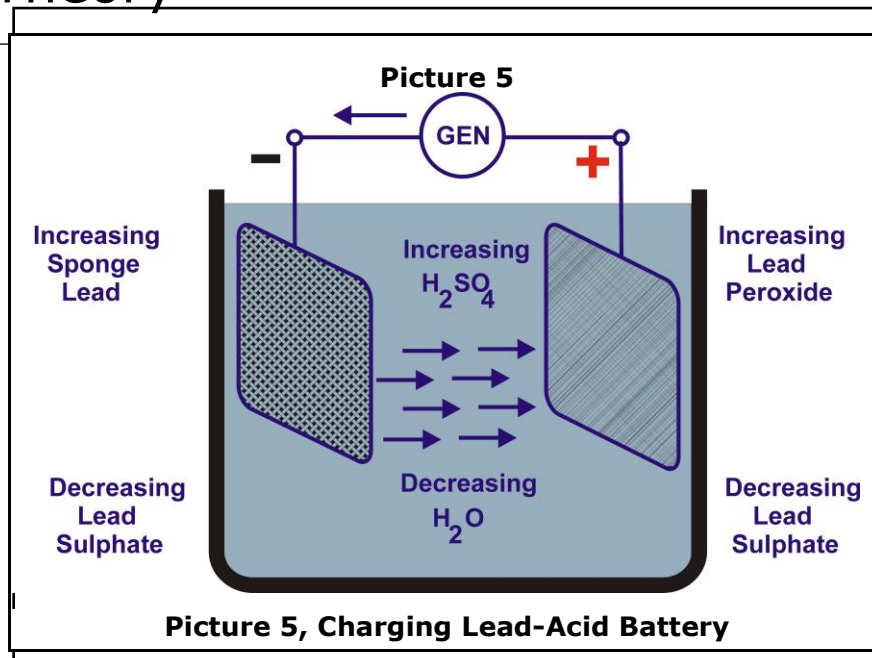 Theory
Picture 5
GEN
−
+
Increasing
Sponge
Lead
Increasing
H2SO4
Increasing
Lead
Peroxide
Decreasing
Lead
Sulphate
Decreasing
H2O
Decreasing
Lead
Sulphate
Picture 5, Charging Lead-Acid Battery